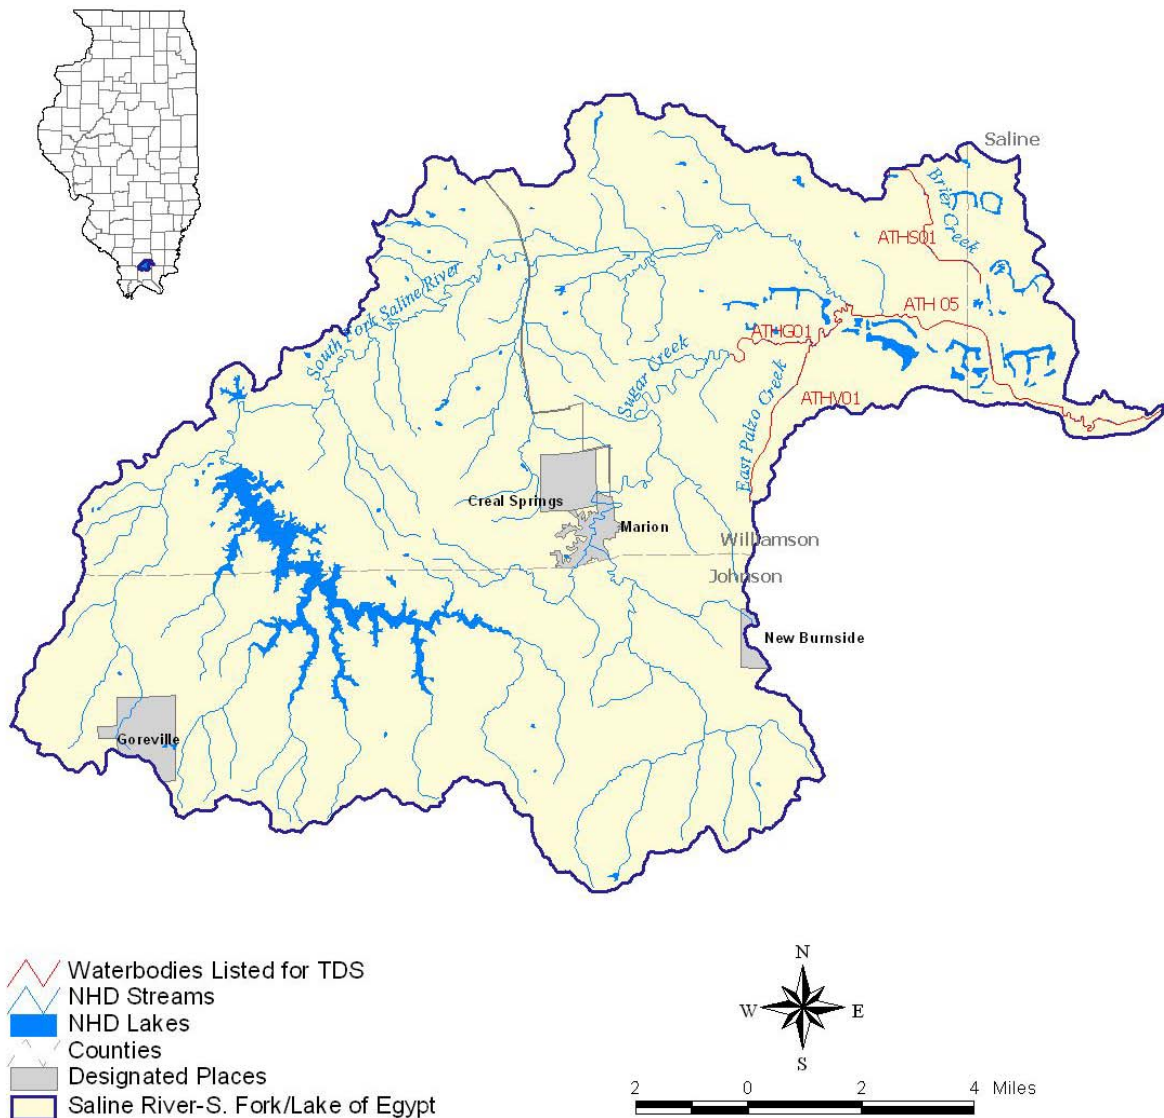 Saline
Brier Creek
ATHS01
South Fork Saline River
ATH 05
ATHG01
Sugar Creek
East Palzo Creek
ATHV01
Creal Springs
Marion
Williamson
Johnson
New Burnside
Goreville
Waterbodies Listed for TDS
NHD Streams
NHD Lakes
Counties
Designated Places
Saline River-S. Fork/Lake of Egypt
N
W
E
S
2 0 2 4 Miles